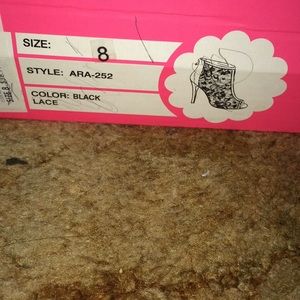 SIZE: 8
STYLE: ARA-252
COLOR: BLACK
LACE